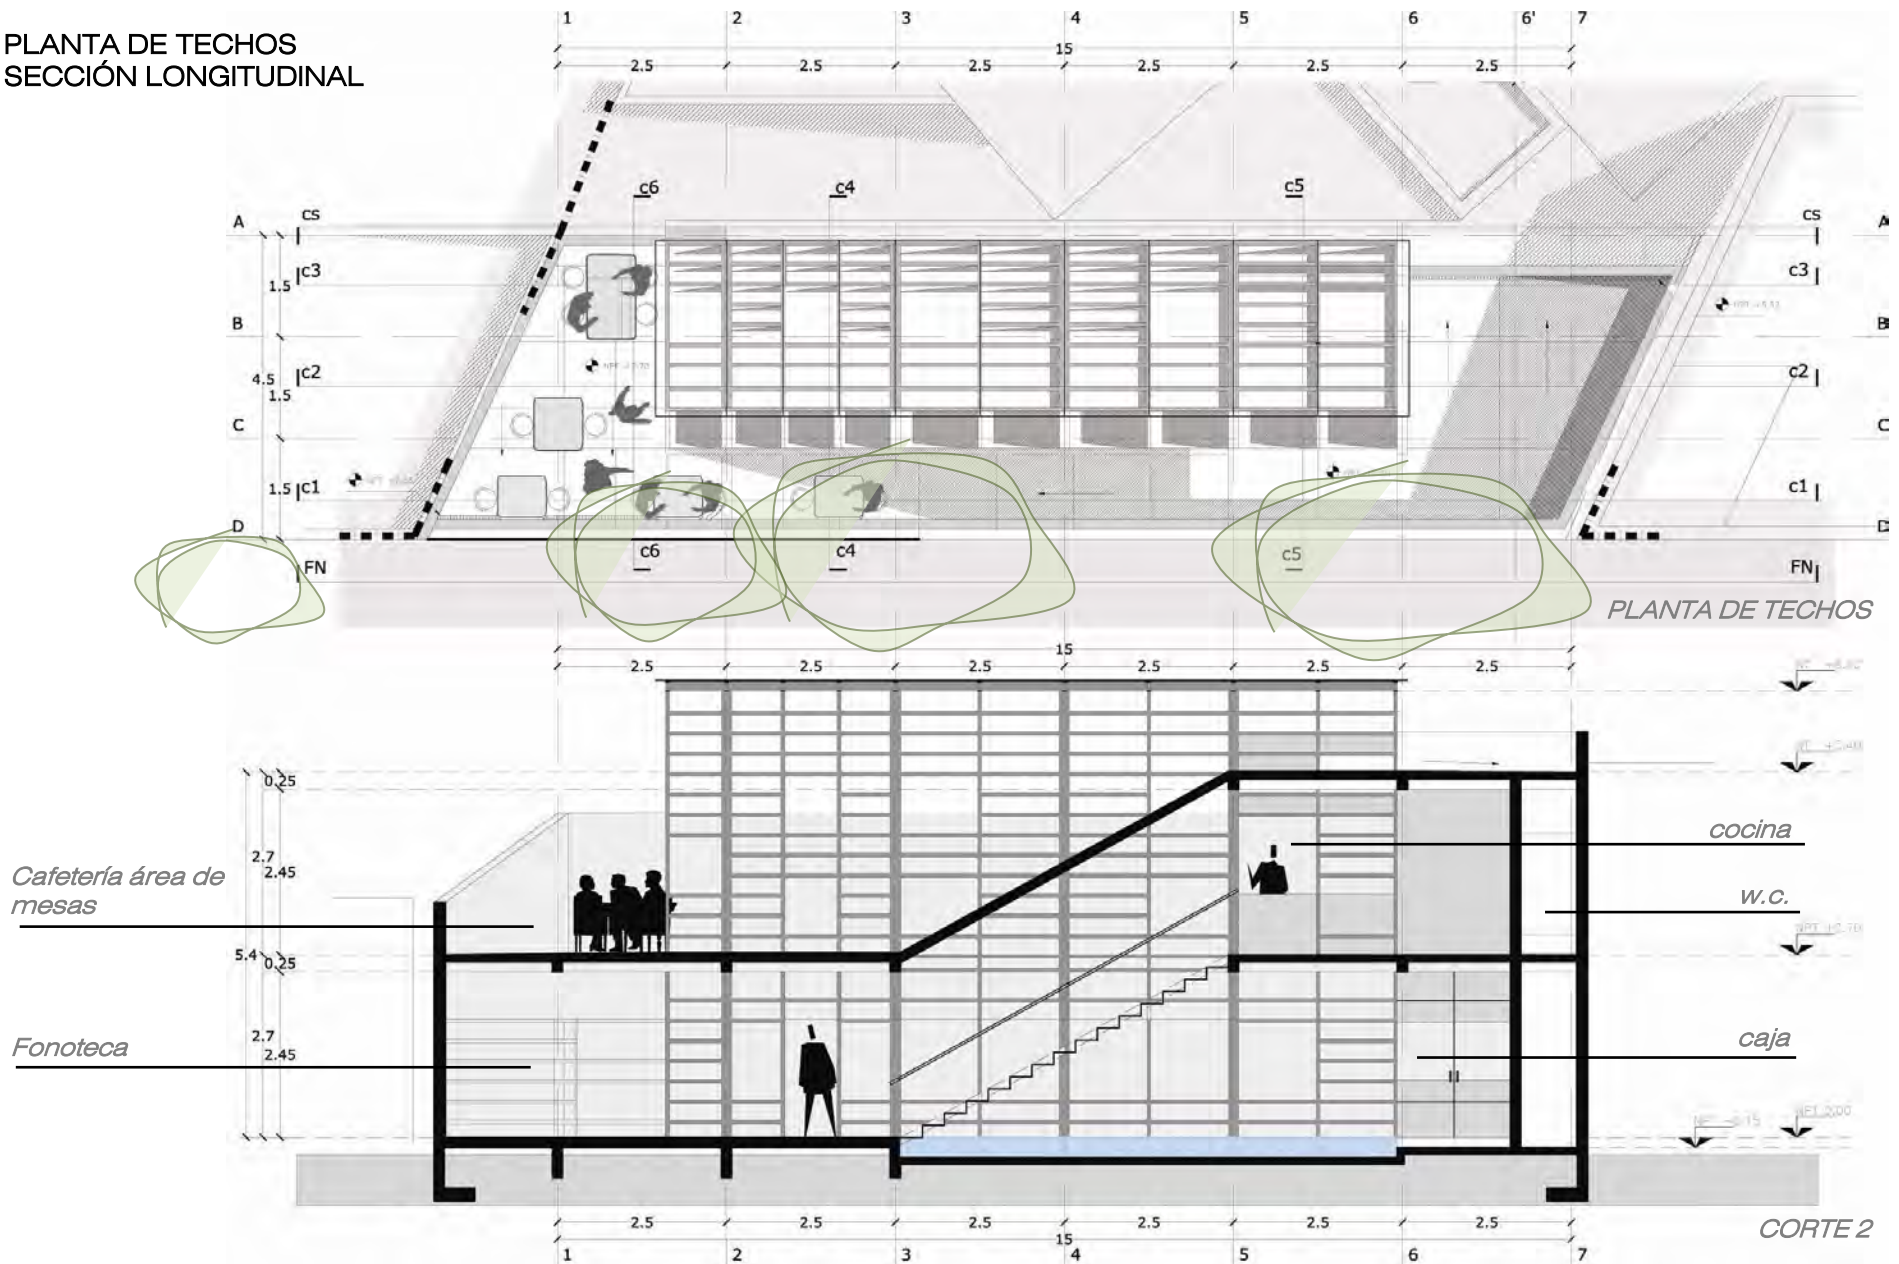 PLANTA DE TECHOS
SECCIÓN LONGITUDINAL
1 2 3 4 5 6 6' 7
15
2.5 2.5 2.5 2.5 2.5 2.5
c6 c4 c5
A cs cs A
c3 c3
1.5
B B
c2 c2
4.5
1.5
C C
1.5 c1 c1
D D
c6 c4 c5
FN FN
PLANTA DE TECHOS
15
2.5 2.5 2.5 2.5 2.5 2.5
0.25
cocina
2.7
2.45
Cafetería área de
mesas
w.c.
5.4
0.25
2.7
2.45
Fonoteca
caja
2.5 2.5 2.5 2.5 2.5 2.5
15
CORTE 2
1 2 3 4 5 6 7